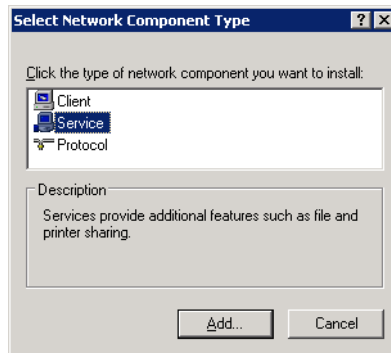 Select Network Component Type
Click the type of network component you want to install:
Client
Service
Protocol
Description
Services provide additional features such as file and
printer sharing.
Add...
Cancel